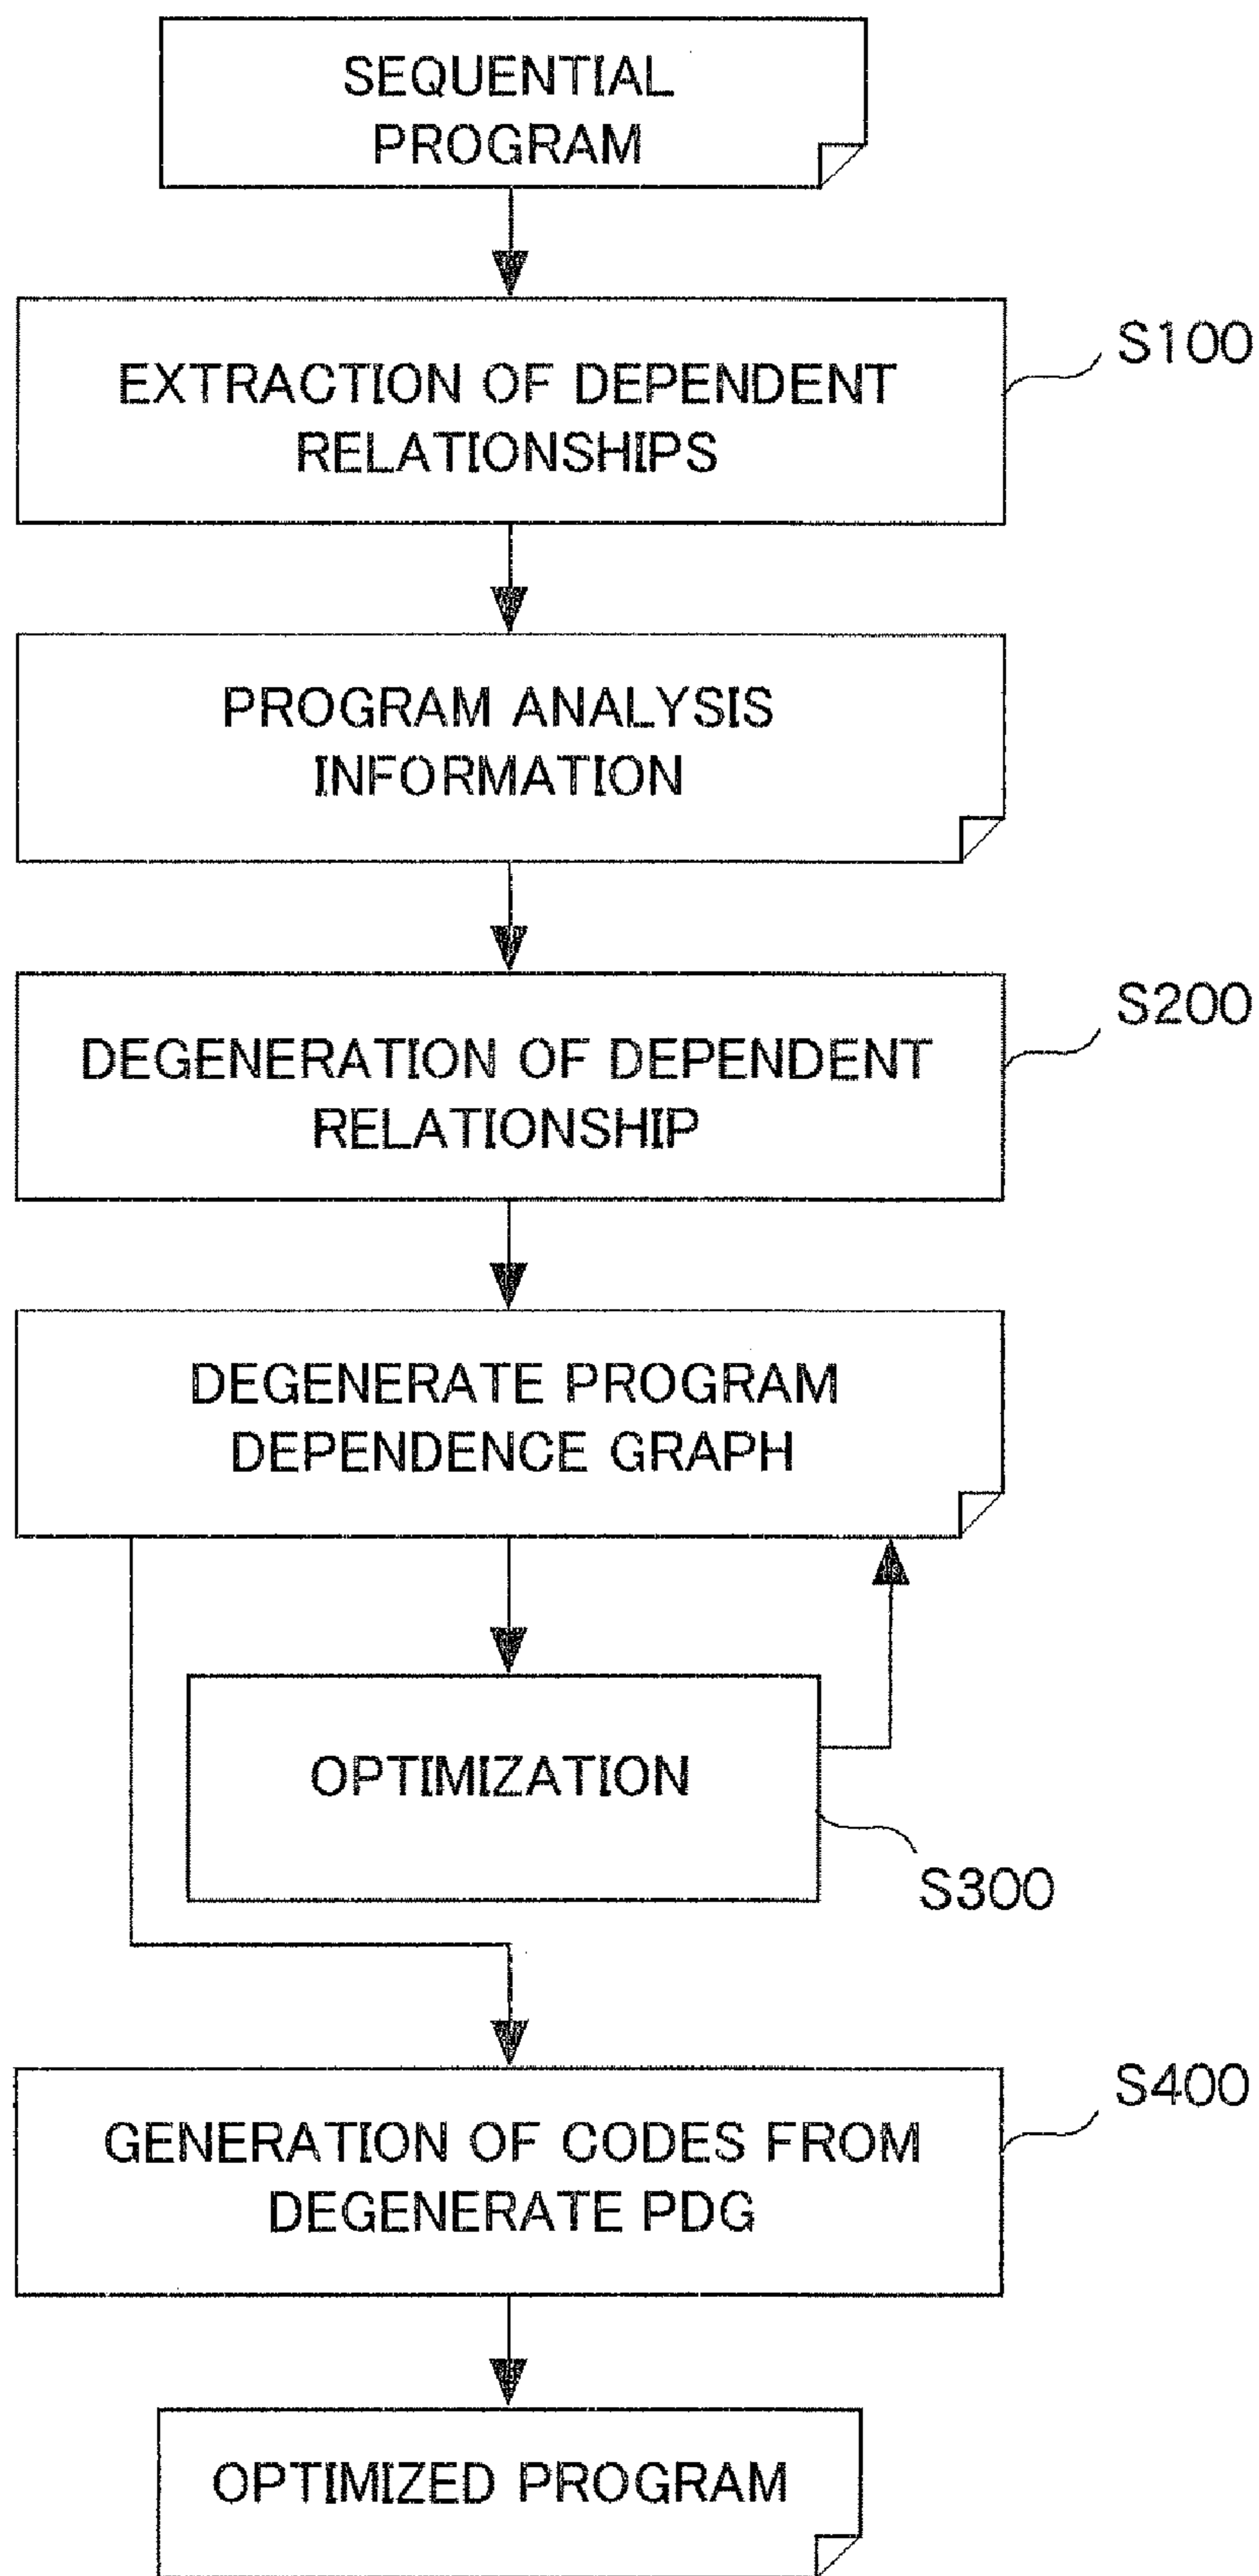 SEQUENTIAL
PROGRAM
EXTRACTION OF DEPENDENT
RELATIONSHIPS
S100
PROGRAM ANALYSIS
INFORMATION
DEGENERATION OF DEPENDENT
RELATIONSHIP
S200
DEGENERATE PROGRAM
DEPENDENCE GRAPH
OPTIMIZATION
S300
GENERATION OF CODES FROM
DEGENERATE PDG
S400
OPTIMIZED PROGRAM